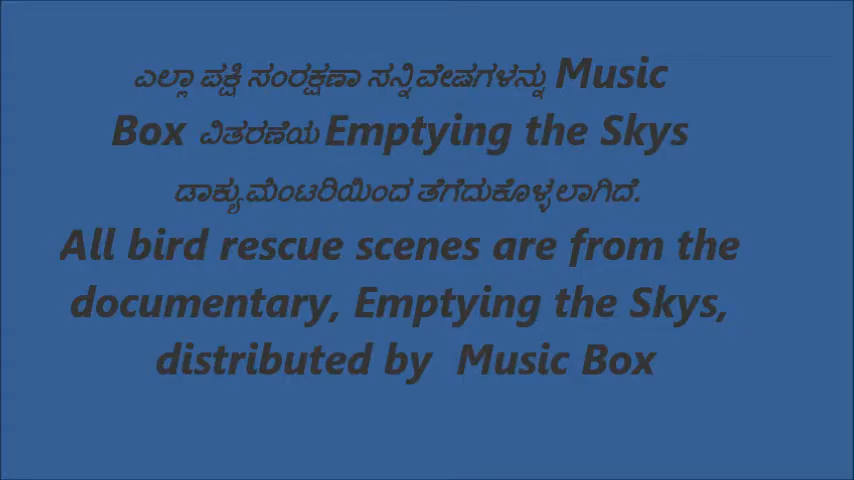 ಎಲ್ಲಾ ಪಕ್ಷಿ ಸಂರಕ್ಷಣಾ ಸನ್ನಿವೇಷಗಳನ್ನು Music
Box ವಿತರಣೆಯ Emptying the Skys
ಡಾಕ್ಯುಮೆಂಟರಿಯಿಂದ ತೆಗೆದುಕೊಳ್ಳಲಾಗಿದೆ.
All bird rescue scenes are from the
documentary, Emptying the Skys,
distributed by Music Box